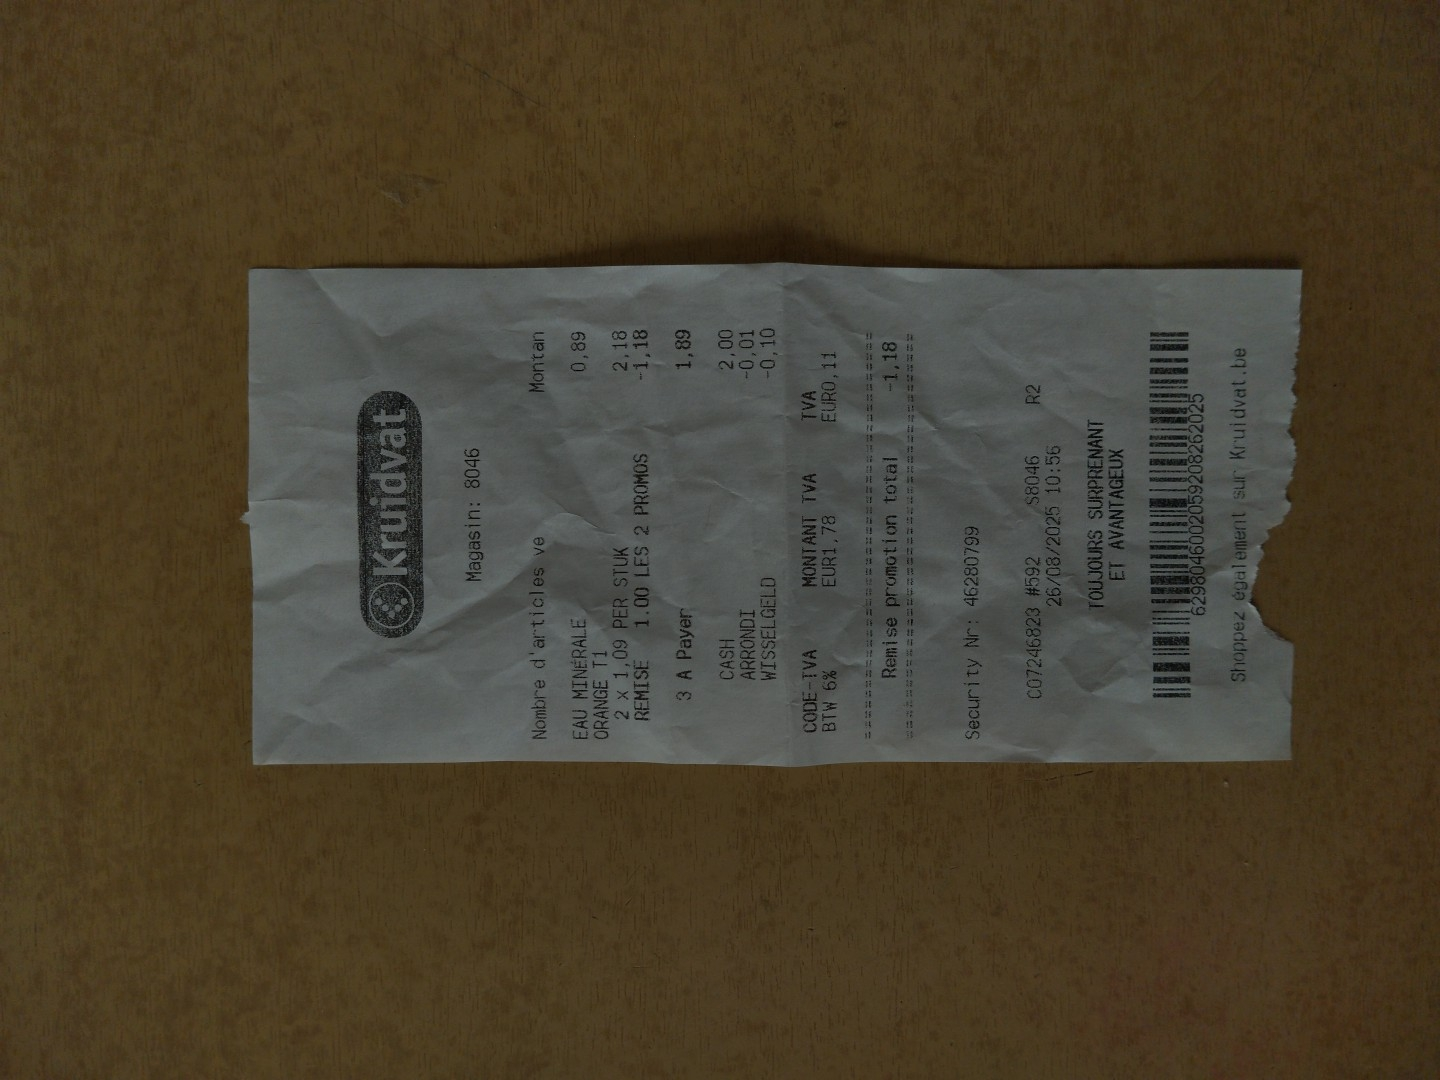 Kruidvat
Magasin: 8046
Nombre d'articles ve Montan
EAU MINÉRALE 0,89
ORANGE T1
2 x 1,09 PER STUK 2,18
REMISE 1.00 LES 2 PROMOS -1,18
3 A Payer 1,89
CASH 2,00
ARRONDI -0,01
WISSELGELD -0,10
CODE-TVA MONTANT TVA TVA
BTW 6% EUR1,78 EURO,11
========================================
Remise promotion total -1,18
========================================
Security Nr: 46280799
C07246823 #592 S8046 R2
26/08/2025 10:56
TOUJOURS SURPRENANT
ET AVANTAGEUX
6298046002059208262025
Shoppez également sur Kruidvat.be